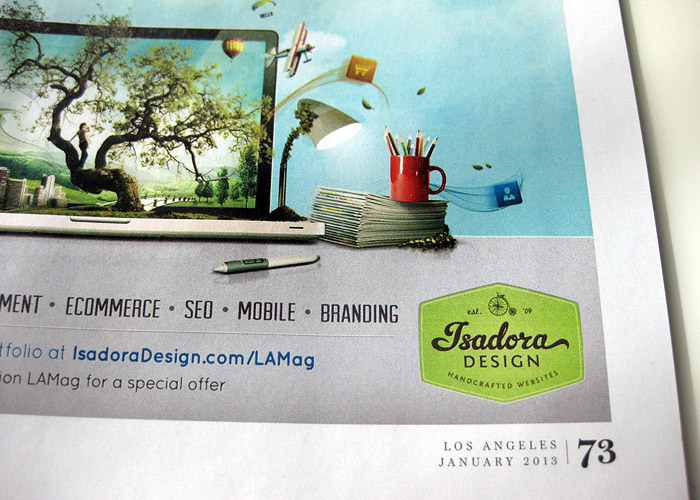 MENT • ECOMMERCE • SEO • MOBILE • BRANDING
tfolio at IsadoraDesign.com/LAMag
ion LAMag for a special offer
est. '09
Isadora
DESIGN
HANDCRAFTED WEBSITES
LOS ANGELES
JANUARY 2013
73